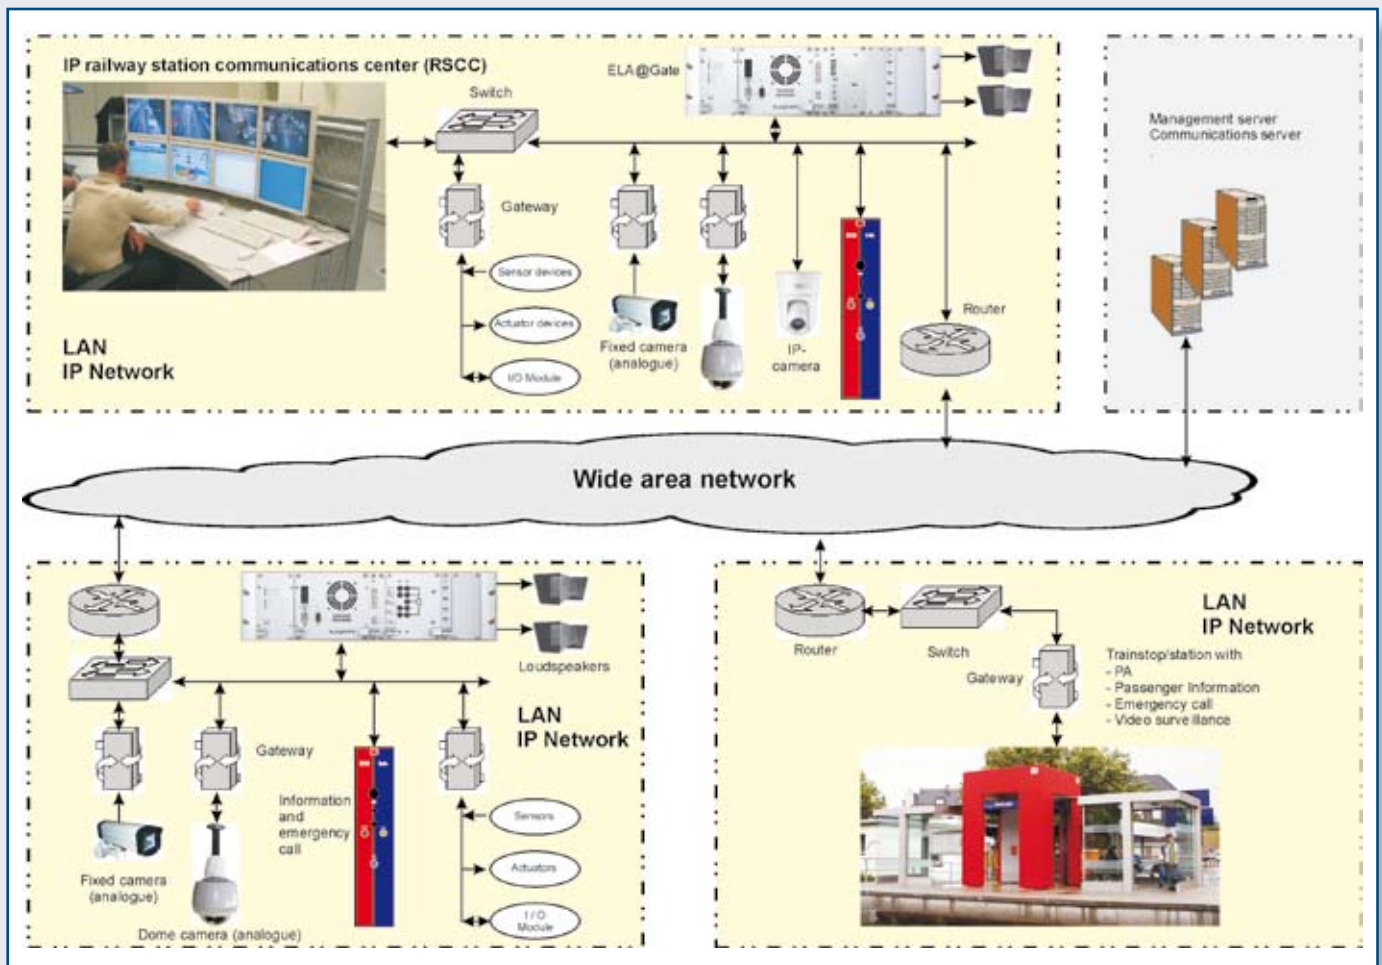 IP railway station communications center (RSCC)
Switch
ELA@Gate
Management server
Communications server
Gateway
Sensor devices
Actuator devices
I/O Module
Fixed camera
(analogue)
IP-
camera
Router
LAN
IP Network
Wide area network
Loudspeakers
LAN
IP Network
Gateway
Information
and
emergency
call
Sensors
Actuators
I / O
Module
Fixed camera
(analogue)
Dome camera (analogue)
LAN
IP Network
Router
Switch
Gateway
Trainstop/station with
- PA
- Passenger Information
- Emergency call
- Video surveillance